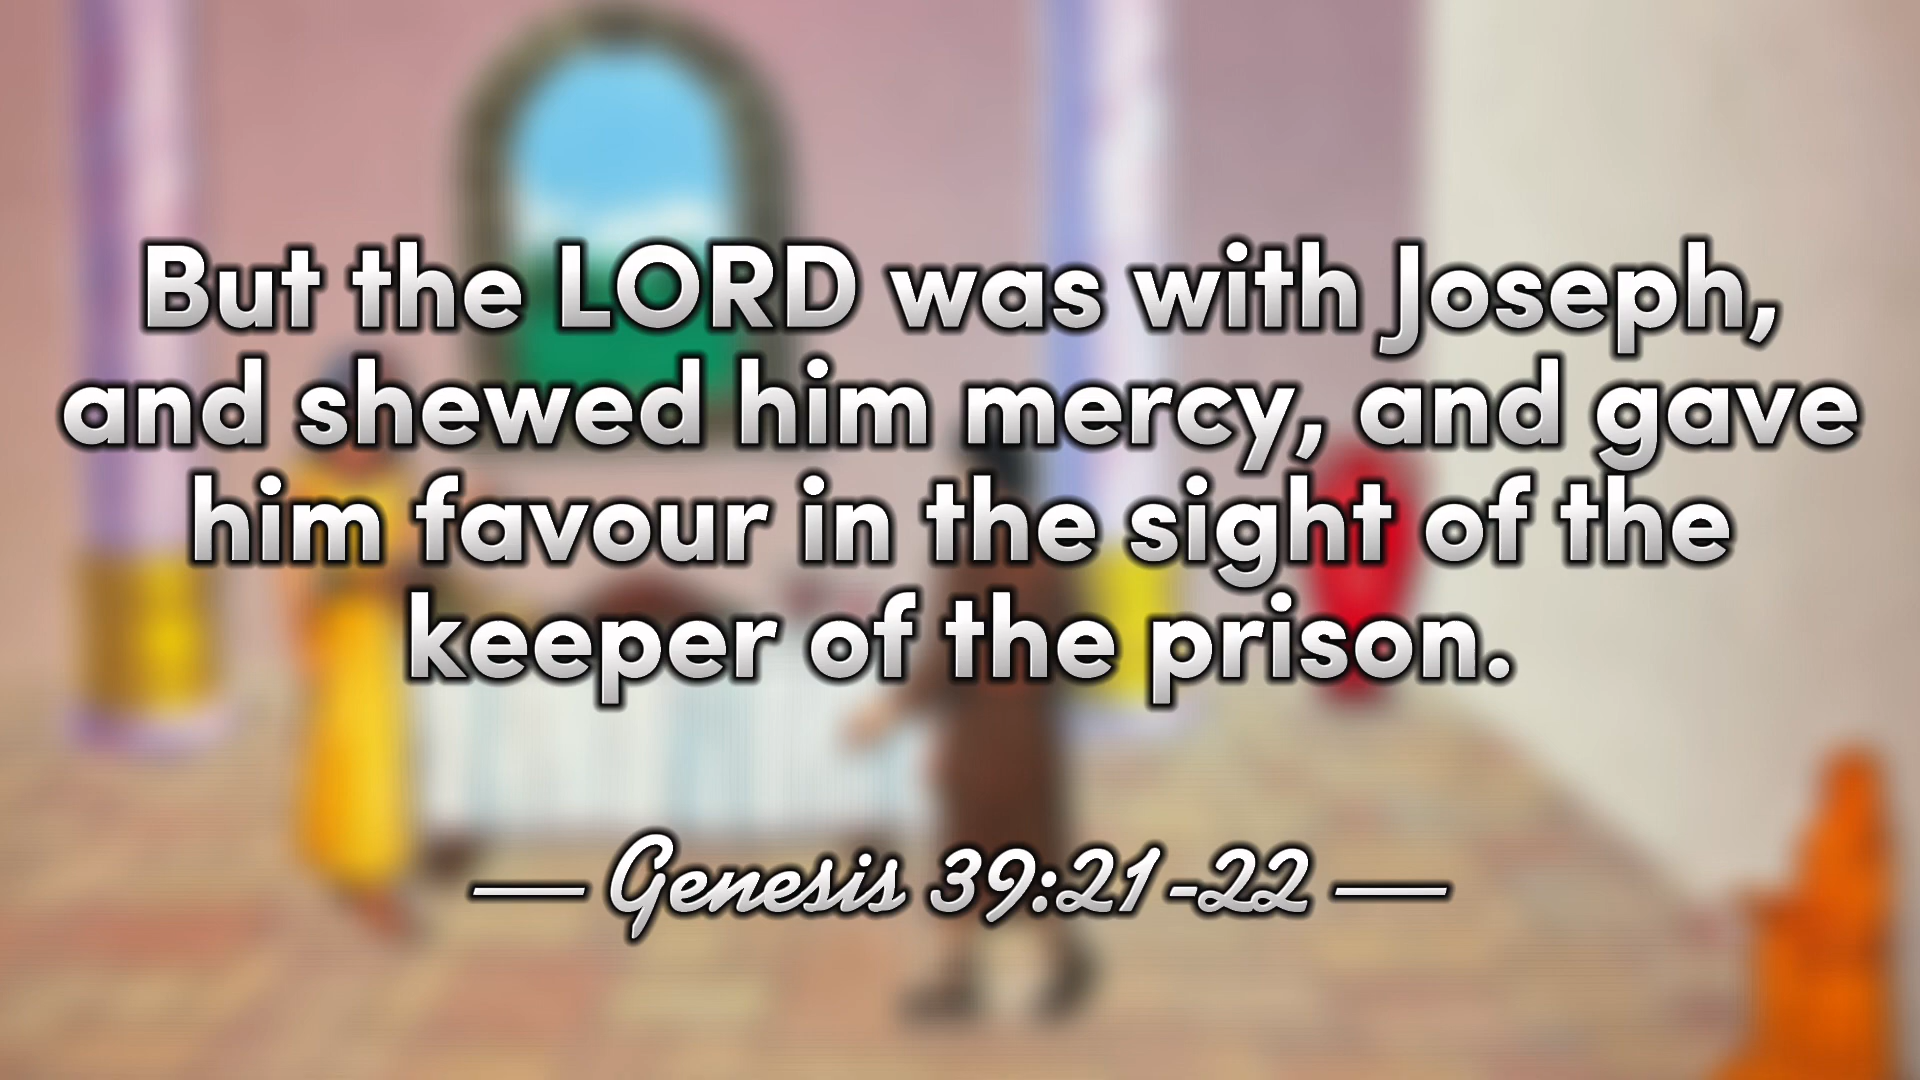 But the LORD was with Joseph,
and shewed him mercy, and gave
him favour in the sight of the
keeper of the prison.
— Genesis 39:21-22 —